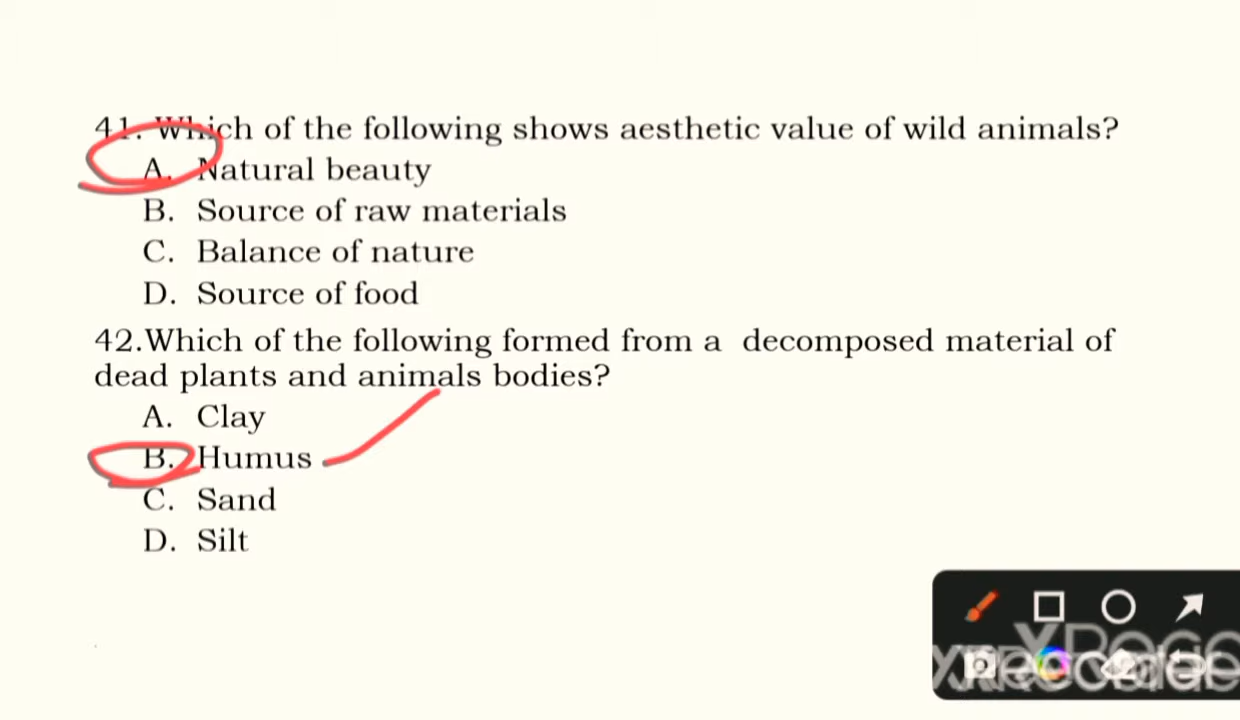 41. Which of the following shows aesthetic value of wild animals?
A. Natural beauty
B. Source of raw materials
C. Balance of nature
D. Source of food
42.Which of the following formed from a decomposed material of
dead plants and animals bodies?
A. Clay
B. Humus
C. Sand
D. Silt